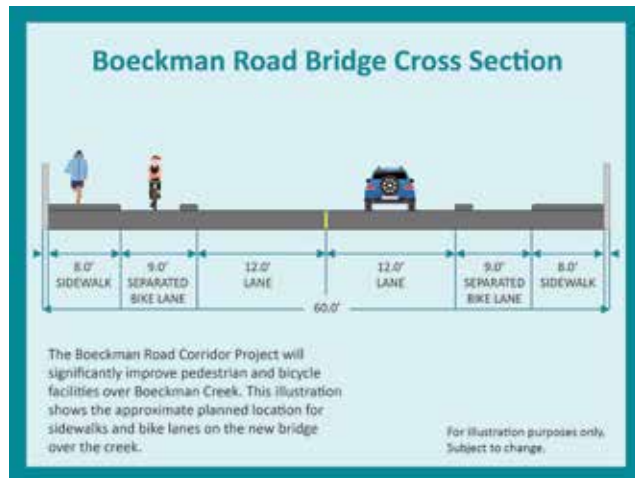 Boeckman Road Bridge Cross Section
8.0'
SIDEWALK
9.0'
SEPARATED
BIKE LANE
12.0'
LANE
12.0'
LANE
9.0'
SEPARATED
BIKE LANE
8.0'
SIDEWALK
60.0'
The Boeckman Road Corridor Project will
significantly improve pedestrian and bicycle
facilities over Boeckman Creek. This illustration
shows the approximate planned location for
sidewalks and bike lanes on the new bridge
over the creek.
For illustration purposes only.
Subject to change.